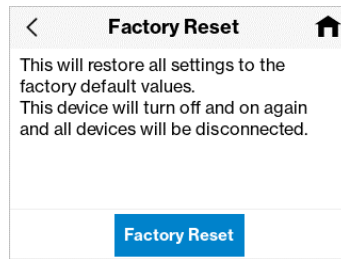 Factory Reset
This will restore all settings to the
factory default values.
This device will turn off and on again
and all devices will be disconnected.
Factory Reset